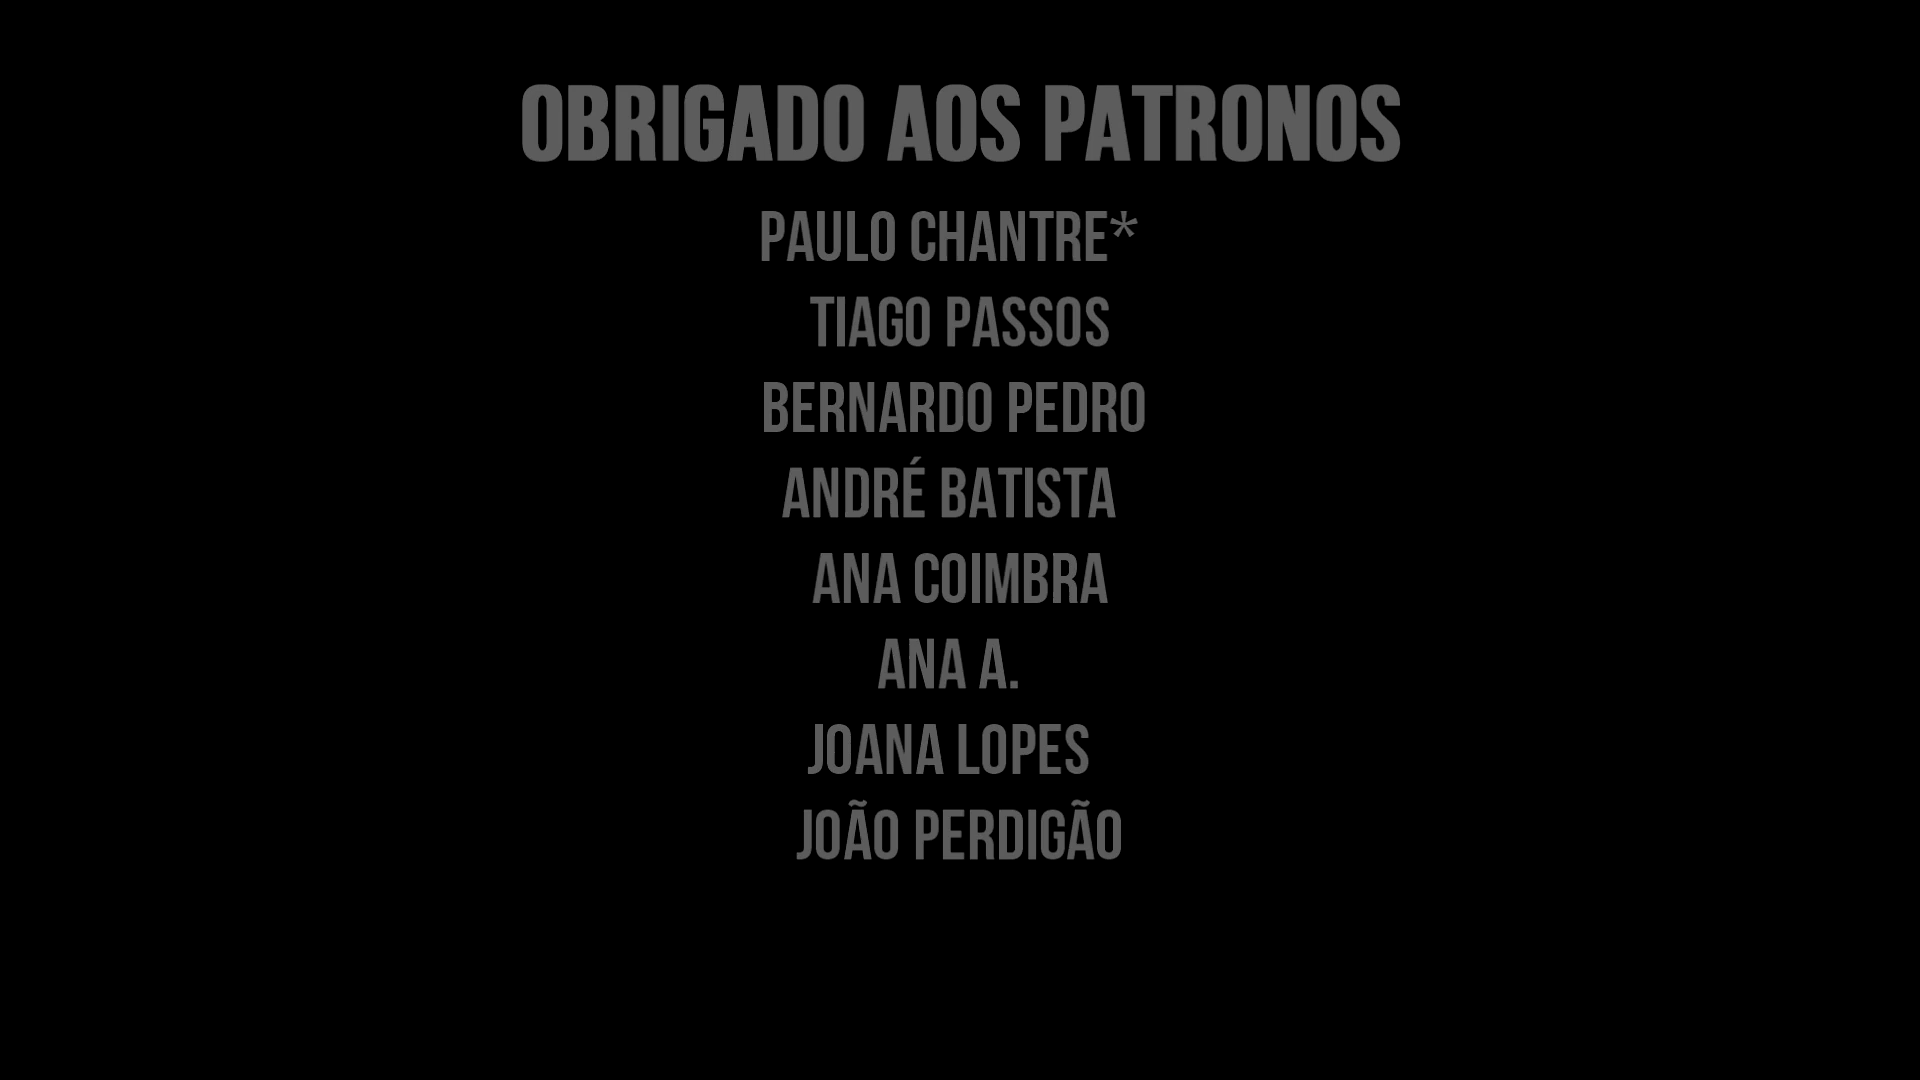 OBRIGADO AOS PATRONOS
PAULO CHANTRE*
TIAGO PASSOS
BERNARDO PEDRO
ANDRÉ BATISTA
ANA COIMBRA
ANA A.
JOANA LOPES
JOÃO PERDIGÃO